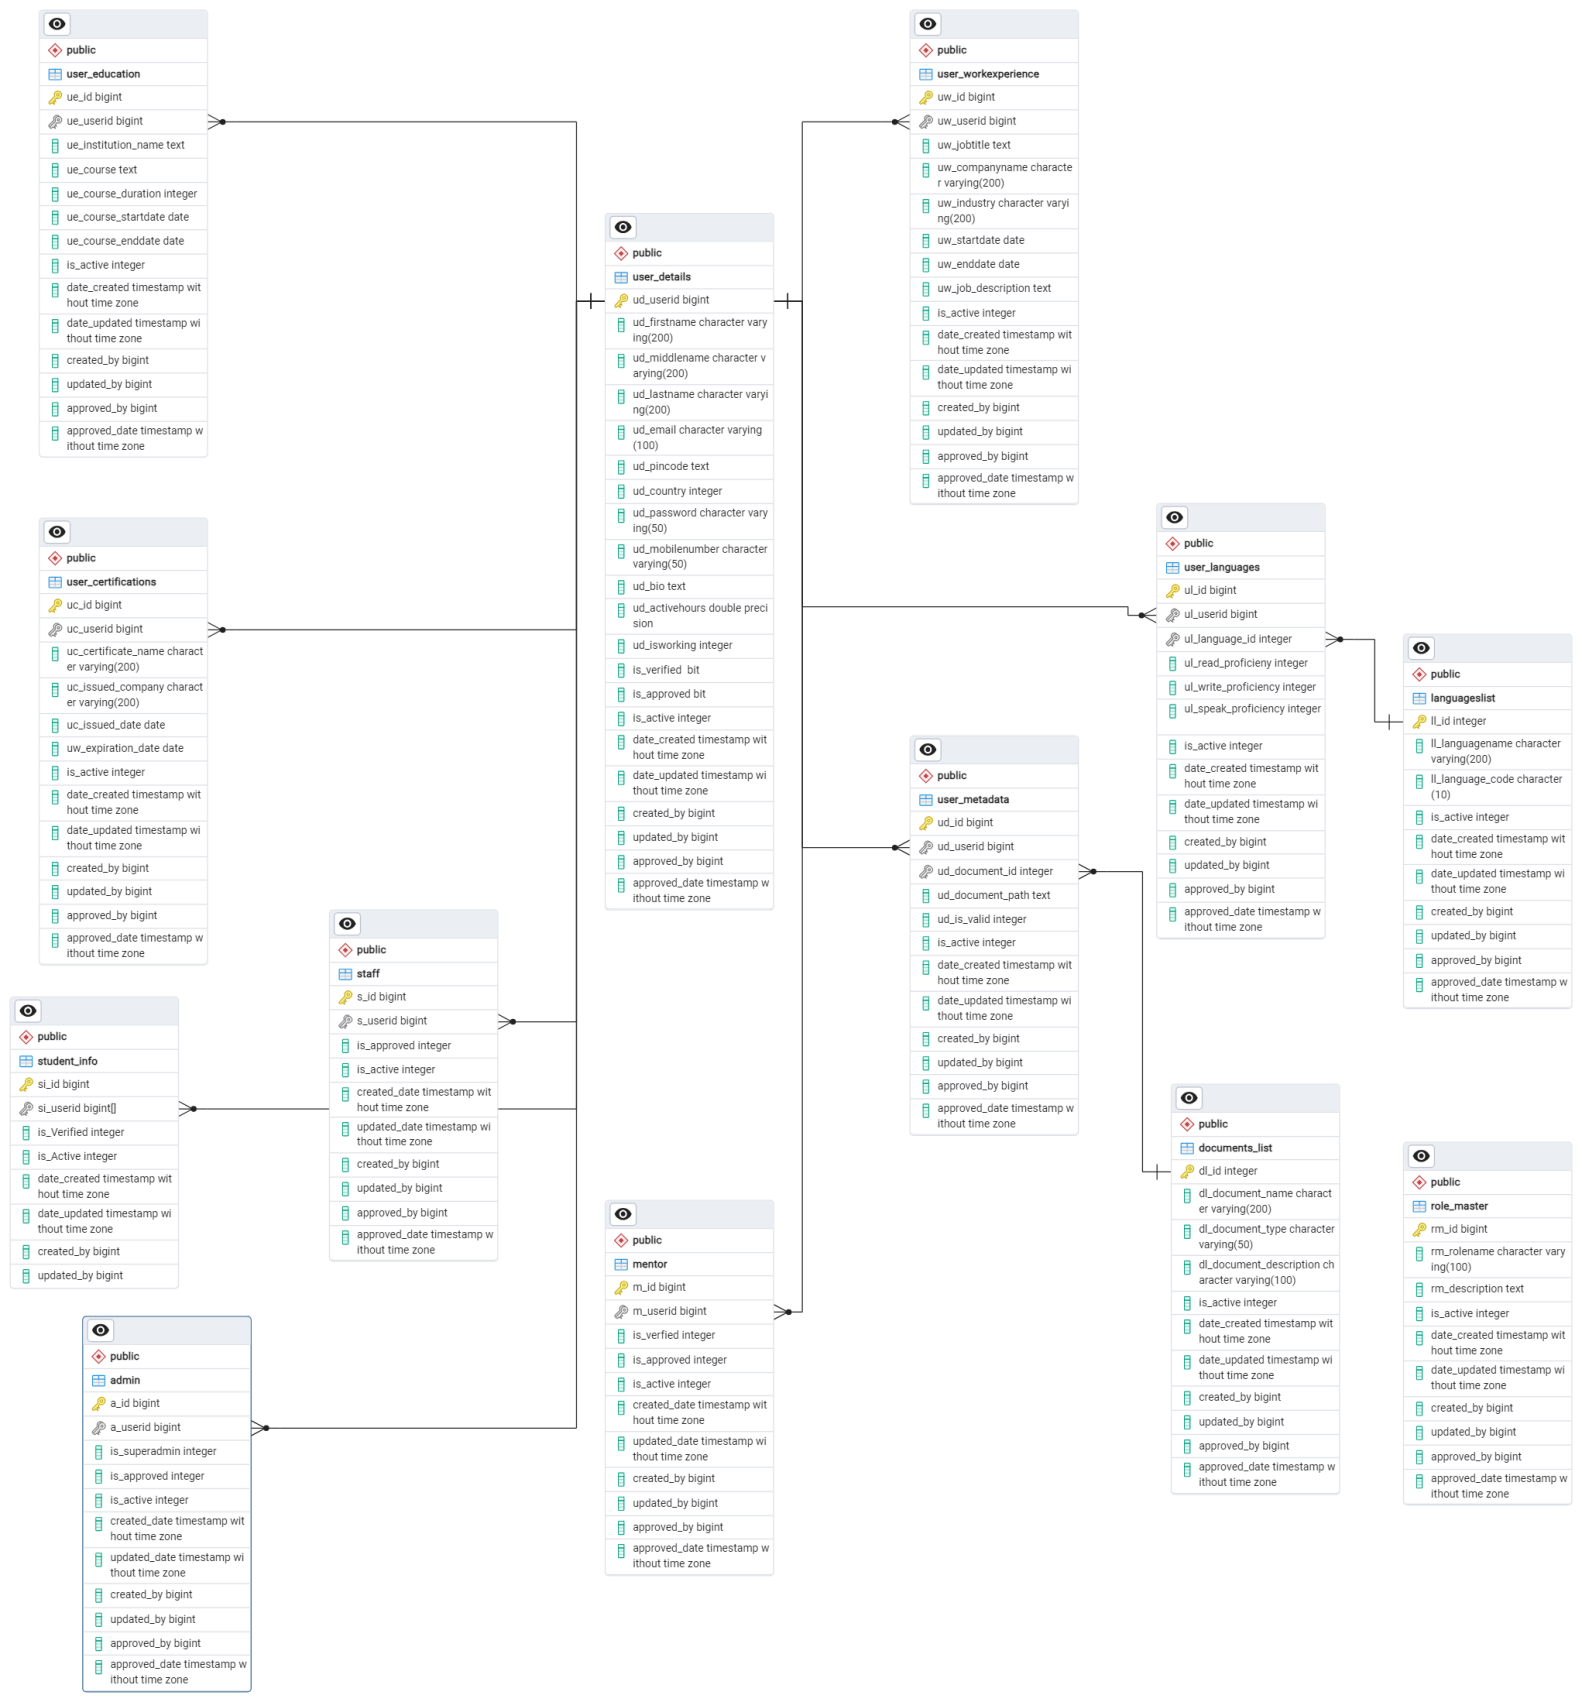 public
user_education
ue_id bigint
ue_userid bigint
ue_institution_name text
ue_course text
ue_course_duration integer
ue_course_startdate date
ue_course_enddate date
is_active integer
date_created timestamp wit
hout time zone
date_updated timestamp wi
thout time zone
created_by bigint
updated_by bigint
approved_by bigint
approved_date timestamp w
ithout time zone
public
user_certifications
uc_id bigint
uc_userid bigint
uc_certificate_name charact
er varying(200)
uc_issued_company charact
er varying(200)
uc_issued_date date
uw_expiration_date date
is_active integer
date_created timestamp wit
hout time zone
date_updated timestamp wi
thout time zone
created_by bigint
updated_by bigint
approved_by bigint
approved_date timestamp w
ithout time zone
public
student_info
si_id bigint
si_userid bigint[]
is_Verified integer
is_Active integer
date_created timestamp wit
hout time zone
date_updated timestamp wi
thout time zone
created_by bigint
updated_by bigint
public
admin
a_id bigint
a_userid bigint
is_superadmin integer
is_approved integer
is_active integer
created_date timestamp wit
hout time zone
updated_date timestamp wi
thout time zone
created_by bigint
updated_by bigint
approved_by bigint
approved_date timestamp w
ithout time zone
public
staff
s_id bigint
s_userid bigint
is_approved integer
is_active integer
created_date timestamp wit
hout time zone
updated_date timestamp wi
thout time zone
created_by bigint
updated_by bigint
approved_by bigint
approved_date timestamp w
ithout time zone
public
user_details
ud_userid bigint
ud_firstname character vary
ing(200)
ud_middlename character v
arying(200)
ud_lastname character varyi
ng(200)
ud_email character varying
(100)
ud_pincode text
ud_country integer
ud_password character vary
ing(50)
ud_mobilenumber character
varying(50)
ud_bio text
ud_activehours double preci
sion
ud_isworking integer
is_verified  bit
is_approved bit
is_active integer
date_created timestamp wit
hout time zone
date_updated timestamp wi
thout time zone
created_by bigint
updated_by bigint
approved_by bigint
approved_date timestamp w
ithout time zone
public
mentor
m_id bigint
m_userid bigint
is_verfied integer
is_approved integer
is_active integer
created_date timestamp wit
hout time zone
updated_date timestamp wi
thout time zone
created_by bigint
updated_by bigint
approved_by bigint
approved_date timestamp w
ithout time zone
public
user_workexperience
uw_id bigint
uw_userid bigint
uw_jobtitle text
uw_companyname characte
r varying(200)
uw_industry character varyi
ng(200)
uw_startdate date
uw_enddate date
uw_job_description text
is_active integer
date_created timestamp wit
hout time zone
date_updated timestamp wi
thout time zone
created_by bigint
updated_by bigint
approved_by bigint
approved_date timestamp w
ithout time zone
public
user_metadata
ud_id bigint
ud_userid bigint
ud_document_id integer
ud_document_path text
ud_is_valid integer
is_active integer
date_created timestamp wit
hout time zone
date_updated timestamp wi
thout time zone
created_by bigint
updated_by bigint
approved_by bigint
approved_date timestamp w
ithout time zone
public
user_languages
ul_id bigint
ul_userid bigint
ul_language_id integer
ul_read_proficieny integer
ul_write_proficiency integer
ul_speak_proficiency integer
is_active integer
date_created timestamp wit
hout time zone
date_updated timestamp wi
thout time zone
created_by bigint
updated_by bigint
approved_by bigint
approved_date timestamp w
ithout time zone
public
documents_list
dl_id integer
dl_document_name charact
er varying(200)
dl_document_type character
varying(50)
dl_document_description ch
aracter varying(100)
is_active integer
date_created timestamp wit
hout time zone
date_updated timestamp wi
thout time zone
created_by bigint
updated_by bigint
approved_by bigint
approved_date timestamp w
ithout time zone
public
languageslist
ll_id integer
ll_languagename character
varying(200)
ll_language_code character
(10)
is_active integer
date_created timestamp wit
hout time zone
date_updated timestamp wi
thout time zone
created_by bigint
updated_by bigint
approved_by bigint
approved_date timestamp w
ithout time zone
public
role_master
rm_id bigint
rm_rolename character vary
ing(100)
rm_description text
is_active integer
date_created timestamp wit
hout time zone
date_updated timestamp wi
thout time zone
created_by bigint
updated_by bigint
approved_by bigint
approved_date timestamp w
ithout time zone